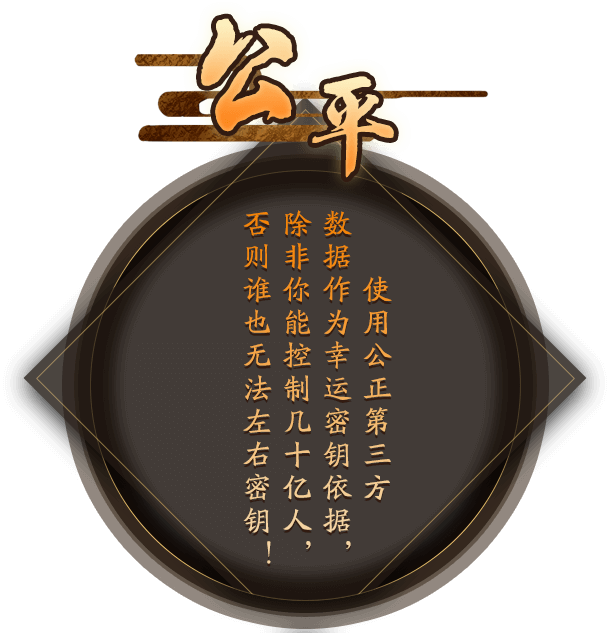 公平
使用公正第三方
数据作为幸运密钥依据，
除非你能控制几十亿人，
否则谁也无法左右密钥！